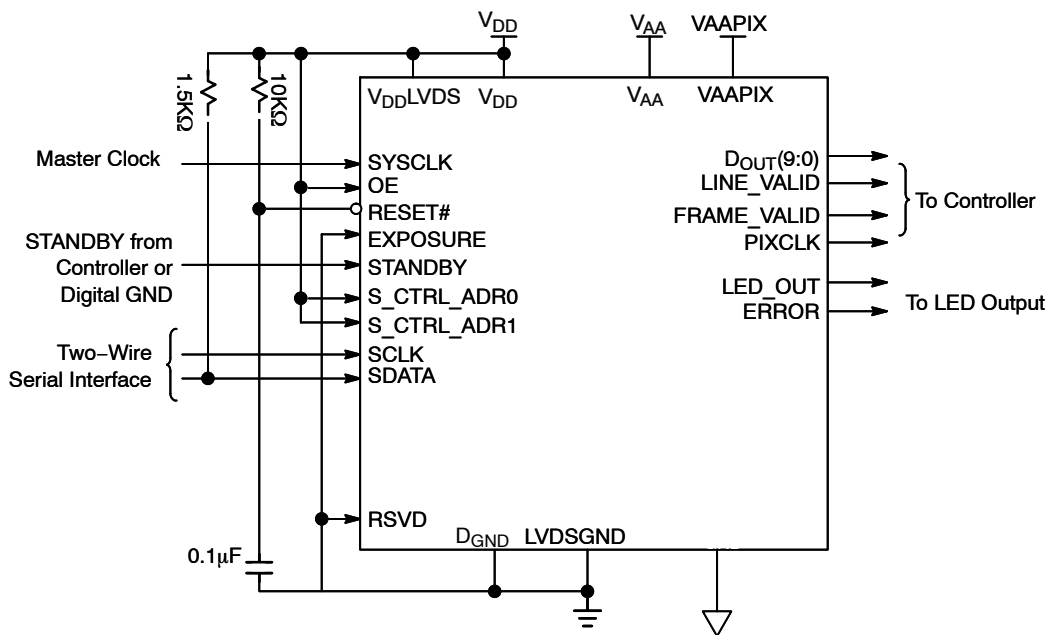 VDD
VAA
VAAPIX
1.5KΩ
10KΩ
VDDLVDS
VDD
VAA
VAAPIX
Master Clock
SYSCLK
OE
RESET#
EXPOSURE
STANDBY from
Controller or
Digital GND
STANDBY
S_CTRL_ADR0
S_CTRL_ADR1
Two−Wire
Serial Interface
SCLK
SDATA
RSVD
DOUT(9:0)
LINE_VALID
FRAME_VALID
PIXCLK
To Controller
LED_OUT
ERROR
To LED Output
0.1μF
DGND
LVDSGND